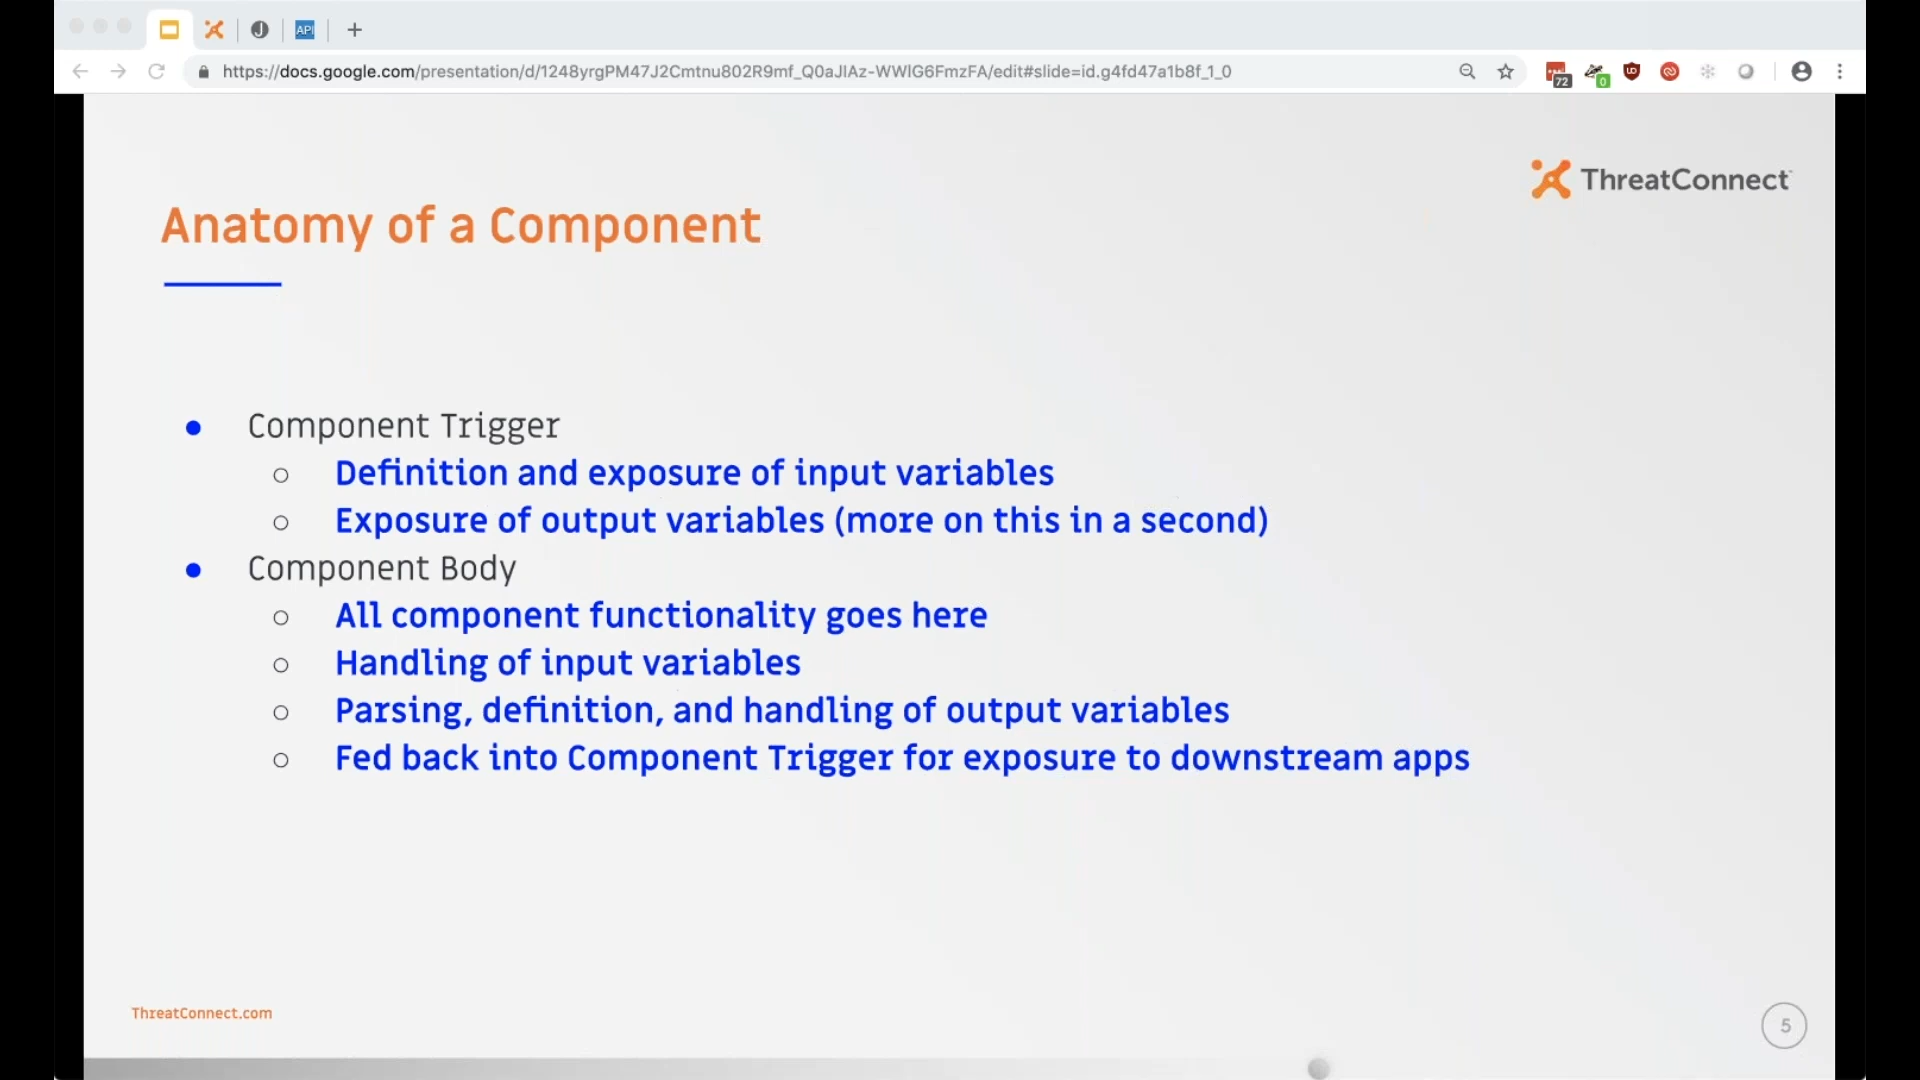 J
API
https://docs.google.com/presentation/d/1248yrgPM47J2Cmtnu802R9mf_Q0aJIAz-WWIG6FmzFA/edit#slide=id.g4fd47a1b8f_1_0
72
0
ThreatConnect
Anatomy of a Component
Component Trigger
Definition and exposure of input variables
Exposure of output variables (more on this in a second)
Component Body
All component functionality goes here
Handling of input variables
Parsing, definition, and handling of output variables
Fed back into Component Trigger for exposure to downstream apps
ThreatConnect.com
5